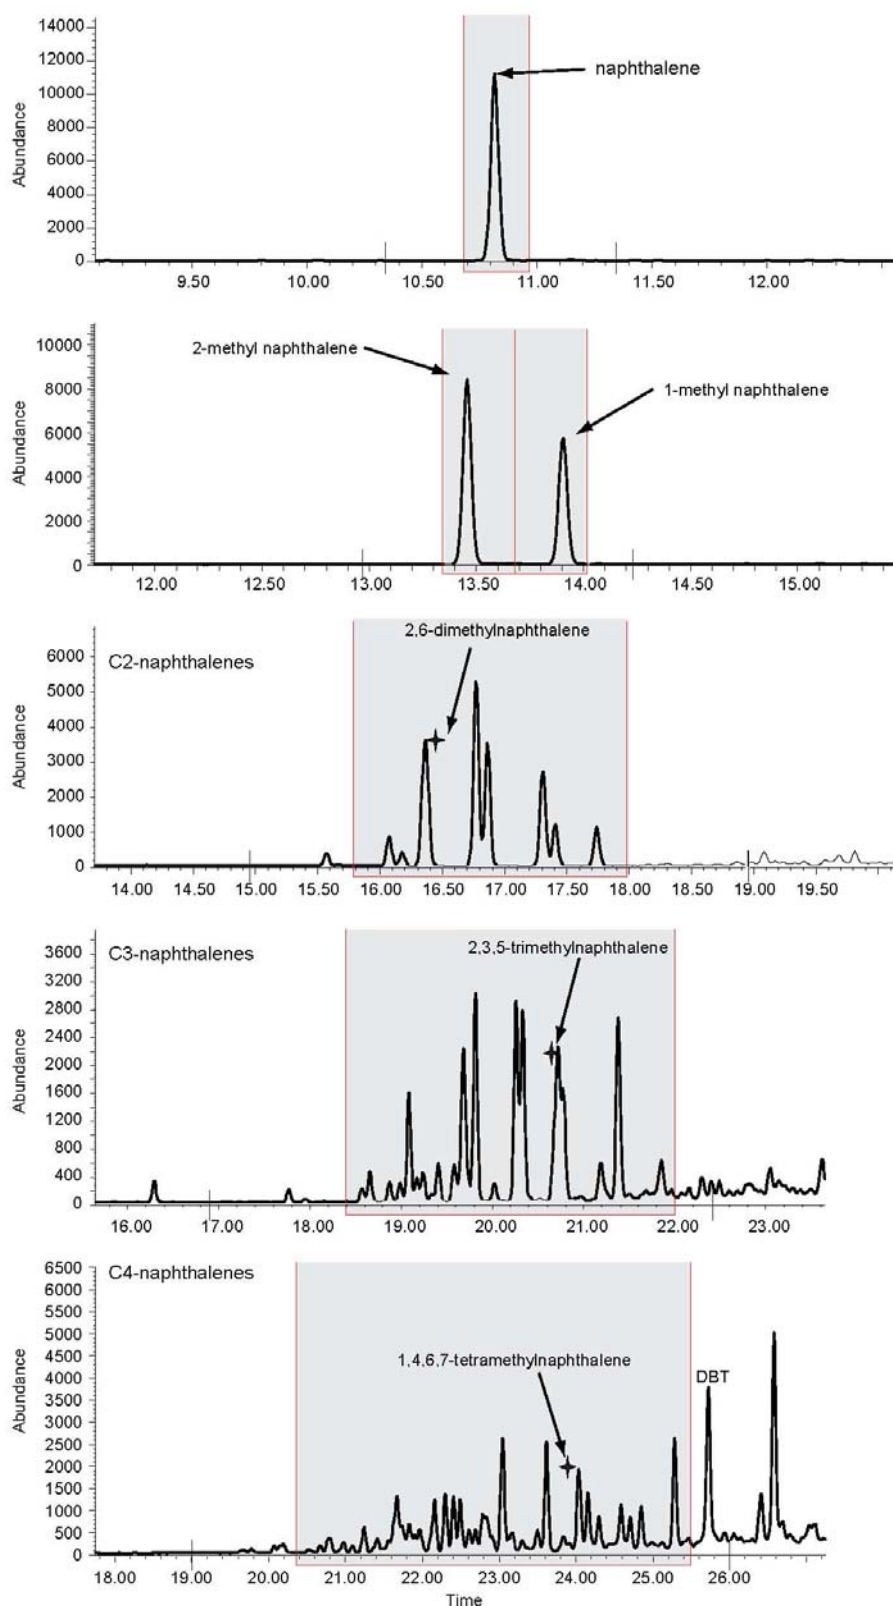 14000
12000
10000
8000
6000
4000
2000
0
Abundance
naphthalene
9.50 10.00 10.50 11.00 11.50 12.00
10000
8000
6000
4000
2000
0
Abundance
2-methyl naphthalene
1-methyl naphthalene
12.00 12.50 13.00 13.50 14.00 14.50 15.00
6000
5000
4000
3000
2000
1000
0
Abundance
C2-naphthalenes
2,6-dimethylnaphthalene
14.00 14.50 15.00 15.50 16.00 16.50 17.00 17.50 18.00 18.50 19.00 19.50
3600
3200
2800
2400
2000
1600
1200
800
400
0
Abundance
C3-naphthalenes
2,3,5-trimethylnaphthalene
16.00 17.00 18.00 19.00 20.00 21.00 22.00 23.00
6500
6000
5500
5000
4500
4000
3500
3000
2500
2000
1500
1000
500
0
Abundance
C4-naphthalenes
1,4,6,7-tetramethylnaphthalene
DBT
18.00 19.00 20.00 21.00 22.00 23.00 24.00 25.00 26.00
Time